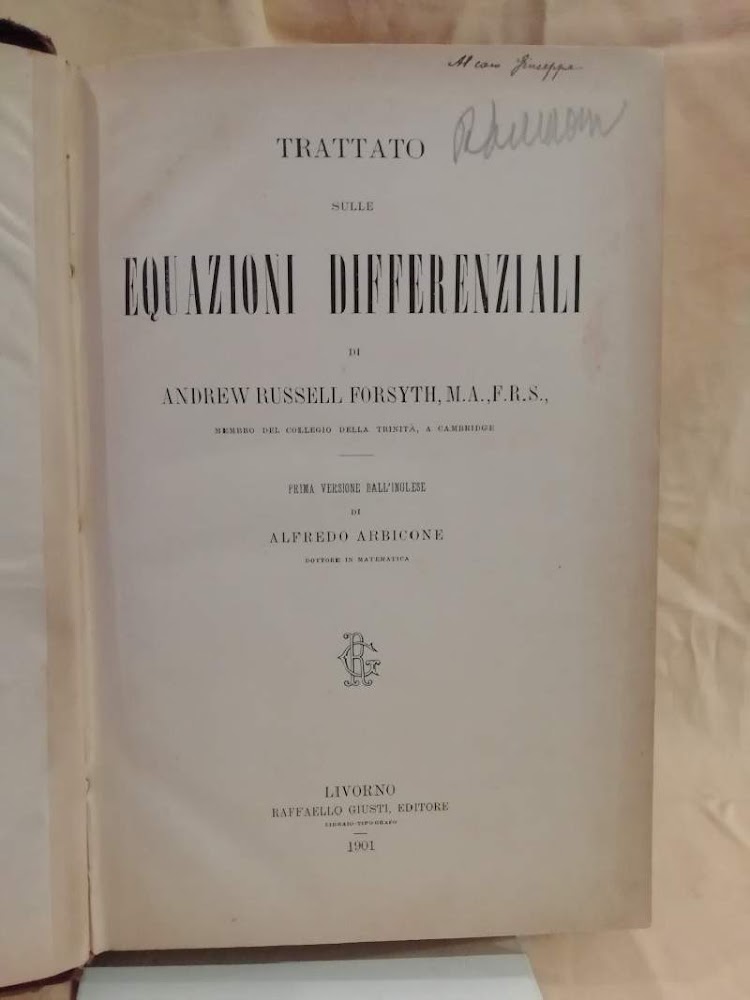 Al caro Giuseppe
TRATTATO
SULLE
EQUAZIONI DIFFERENZIALI
DI
ANDREW RUSSELL FORSYTH, M.A., F.R.S.,
MEMBRO DEL COLLEGIO DELLA TRINITÀ, A CAMBRIDGE
PRIMA VERSIONE DALL'INGLESE
DI
ALFREDO ARBICONE
DOTTORE IN MATEMATICA
LIVORNO
RAFFAELLO GIUSTI, EDITORE
LIBRAIO-TIPOGRAFO
1901